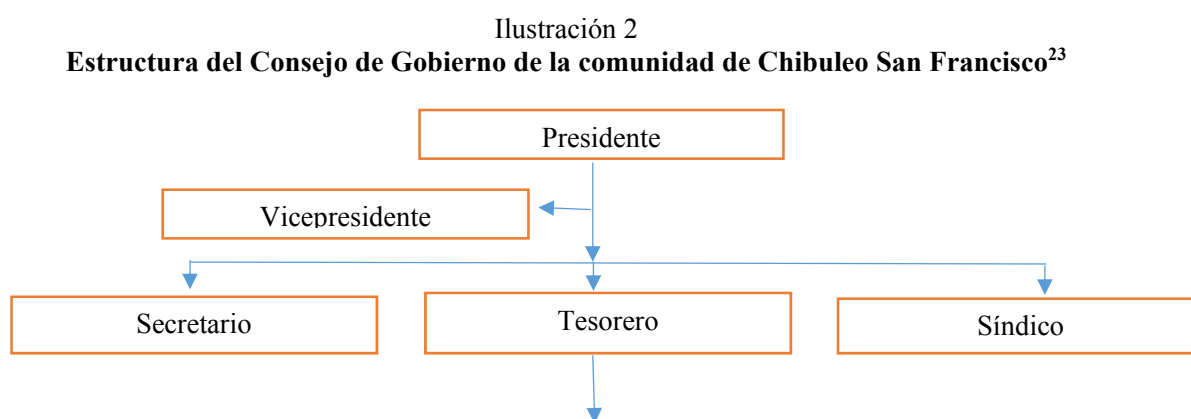 Ilustración 2
Estructura del Consejo de Gobierno de la comunidad de Chibuleo San Francisco23
Presidente
Vicepresidente
Secretario
Tesorero
Síndico